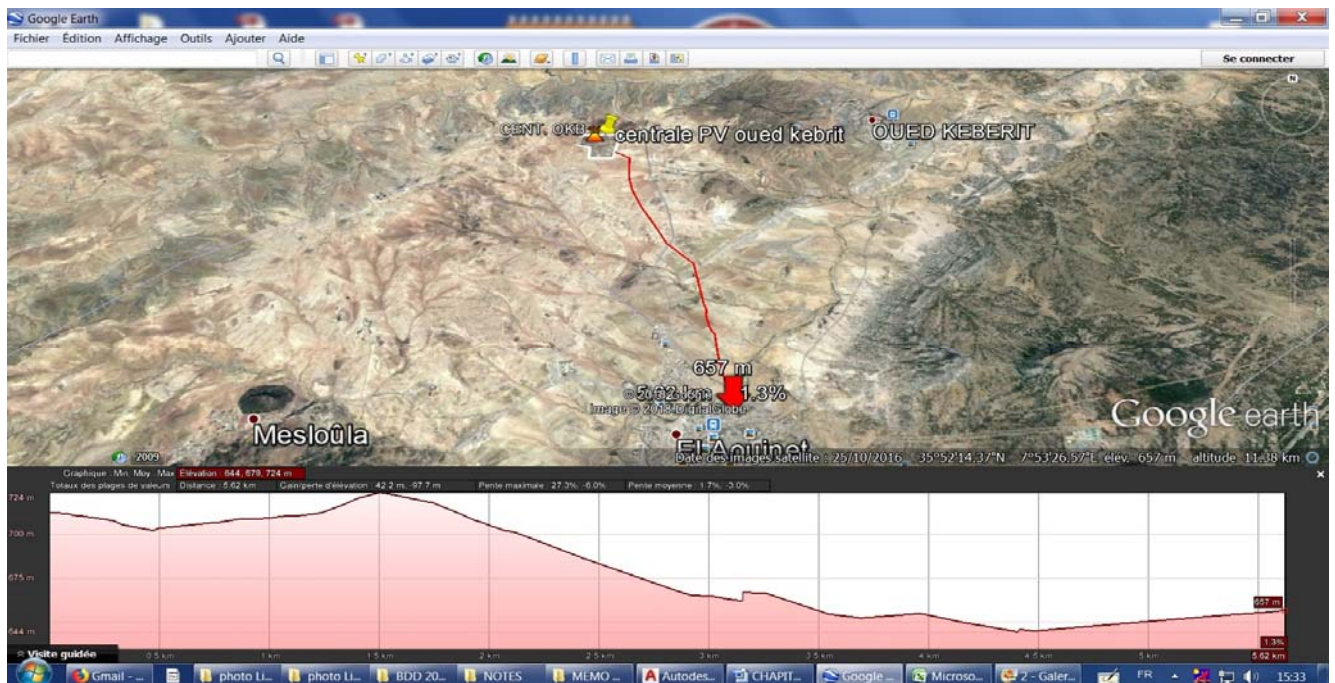 Google Earth
Fichier Édition Affichage Outils Ajouter Aide
Se connecter
N
CENT. OKB
centrale PV oued kebrit
OUED KEBERIT
657 m
5.62 km 1.3%
Image © 2018 DigitalGlobe
Google earth
Mesloûla
El Aouinet
2009
Date des images satellite : 25/10/2016 35°52'14,37"N 7°53'26,57"E élév. 657 m altitude 11.38 km
Graphique : Min, Moy, Max Élévation : 644, 679, 724 m
Totaux des plages de valeurs Distance : 5.62 km Gain/perte d'élévation : 42.2 m, -97.7 m Pente maximale : 27.3%, -6.0% Pente moyenne : 1.7%, -3.0%
724 m
700 m
675 m
657 m
644 m
1.3%
Visite guidée 0.5 km 1 km 1.5 km 2 km 2.5 km 3 km 3.5 km 4 km 4.5 km 5 km 5.62 km
Gmail - ... photo Li... photo Li... BDD 20... NOTES MEMO ... Autodes... CHAPIT... Google ... Microso... 2 - Galer... FR 15:33